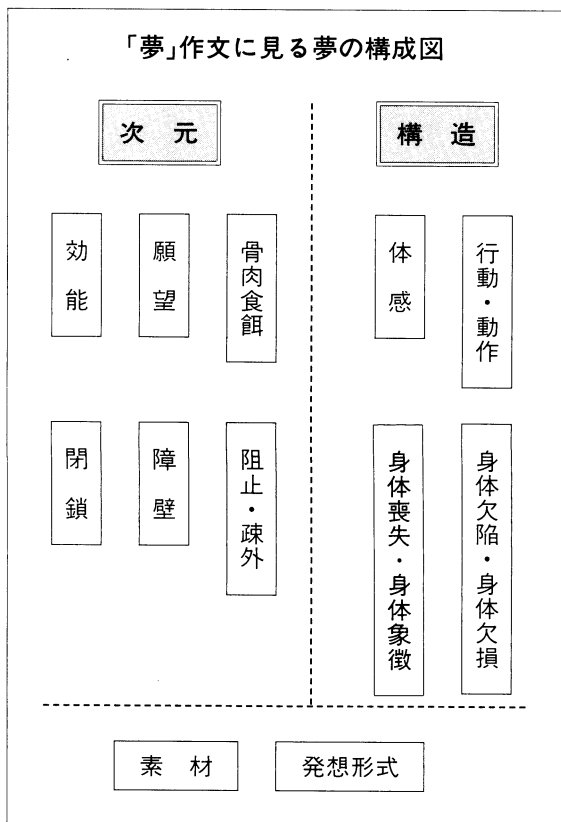 「夢」作文に見る夢の構成図
次元
構造
効能
願望
骨肉食餌
体感
行動・動作
閉鎖
障壁
阻止・疎外
身体喪失・身体象徴
身体欠陥・身体欠損
素材
発想形式